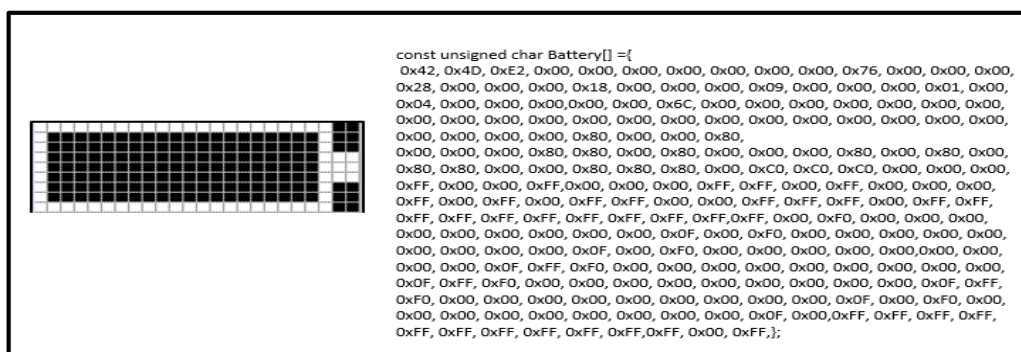 const unsigned char Battery[] ={
0x42, 0x4D, 0xE2, 0x00, 0x00, 0x00, 0x00, 0x00, 0x00, 0x00, 0x76, 0x00, 0x00, 0x00,
0x28, 0x00, 0x00, 0x00, 0x18, 0x00, 0x00, 0x00, 0x09, 0x00, 0x00, 0x00, 0x01, 0x00,
0x04, 0x00, 0x00, 0x00,0x00, 0x00, 0x6C, 0x00, 0x00, 0x00, 0x00, 0x00, 0x00, 0x00,
0x00, 0x00, 0x00, 0x00, 0x00, 0x00, 0x00, 0x00, 0x00, 0x00, 0x00, 0x00, 0x00, 0x00,
0x00, 0x00, 0x00, 0x00, 0x00, 0x80, 0x00, 0x00, 0x80,
0x00, 0x00, 0x00, 0x80, 0x80, 0x00, 0x80, 0x00, 0x00, 0x00, 0x80, 0x00, 0x80, 0x00,
0x80, 0x80, 0x00, 0x00, 0x80, 0x80, 0x80, 0x00, 0xC0, 0xC0, 0xC0, 0x00, 0x00, 0x00,
0xFF, 0x00, 0x00, 0xFF,0x00, 0x00, 0x00, 0xFF, 0xFF, 0x00, 0xFF, 0x00, 0x00, 0x00,
0xFF, 0x00, 0xFF, 0x00, 0xFF, 0xFF, 0x00, 0x00, 0xFF, 0xFF, 0xFF, 0x00, 0xFF, 0xFF,
0xFF, 0xFF, 0xFF, 0xFF, 0xFF, 0xFF, 0xFF,0xFF, 0x00, 0xF0, 0x00, 0x00, 0x00,
0x00, 0x00, 0x00, 0x00, 0x00, 0x00, 0x0F, 0x00, 0xF0, 0x00, 0x00, 0x00, 0x00, 0x00,
0x00, 0x00, 0x00, 0x00, 0x00, 0x0F, 0x00, 0xF0, 0x00, 0x00, 0x00, 0x00, 0x00,0x00, 0x00,
0x00, 0x00, 0x0F, 0xFF, 0xF0, 0x00, 0x00, 0x00, 0x00, 0x00, 0x00, 0x00, 0x00, 0x00,
0x0F, 0xFF, 0xF0, 0x00, 0x00, 0x00, 0x00, 0x00, 0x00, 0x00, 0x00, 0x00, 0x0F, 0xFF,
0xF0, 0x00, 0x00, 0x00, 0x00, 0x00, 0x00, 0x00, 0x00, 0x00, 0x0F, 0x00, 0xF0, 0x00,
0x00, 0x00, 0x00, 0x00, 0x00, 0x00, 0x00, 0x00, 0x0F, 0x00,0xFF, 0xFF, 0xFF, 0xFF,
0xFF, 0xFF, 0xFF, 0xFF, 0xFF, 0xFF,0xFF, 0x00, 0xFF,};